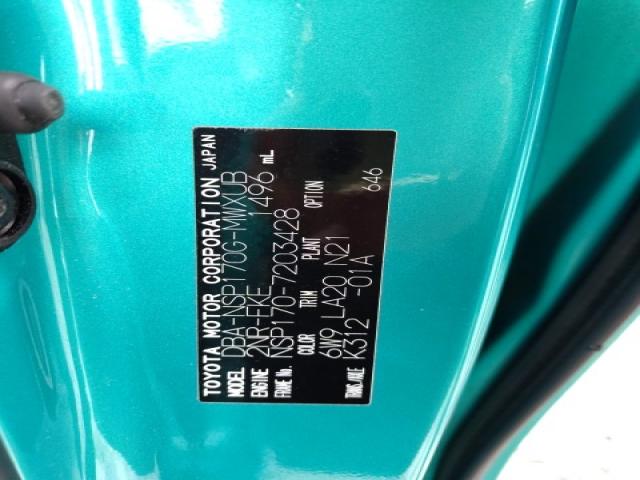 TOYOTA MOTOR CORPORATION JAPAN
MODEL DBA-NSP170G-MWXUB
ENGINE 2NR-FKE 1496 mL
FRAME No. NSP170-7203428
COLOR TRIM PLANT OPTION
6W9 LA20 N21 646
TRANS./AXLE K312 -01A